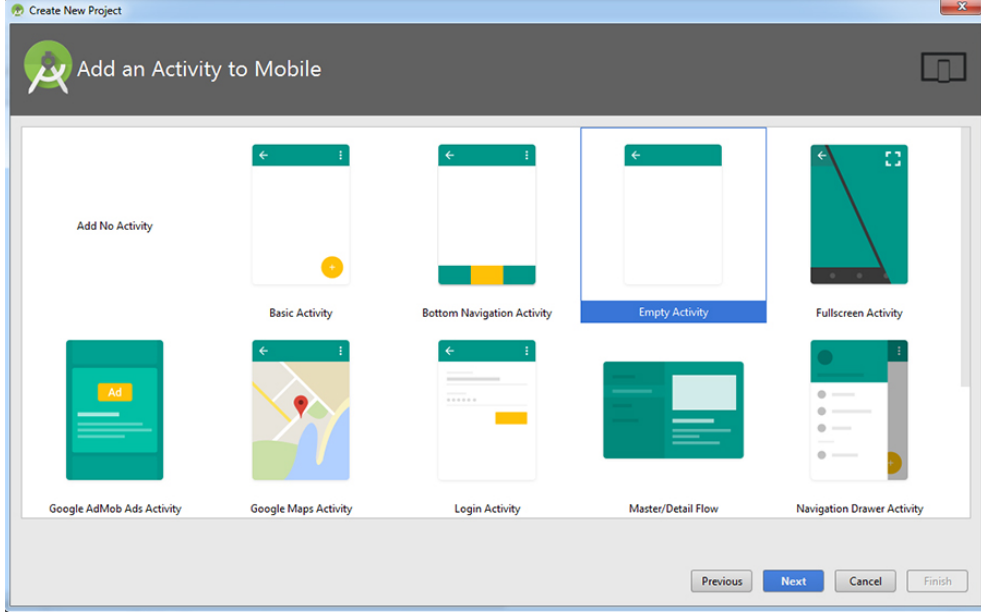 Create New Project
Add an Activity to Mobile
Add No Activity
Basic Activity
Bottom Navigation Activity
Empty Activity
Fullscreen Activity
Ad
Google AdMob Ads Activity
Google Maps Activity
Login Activity
Master/Detail Flow
Navigation Drawer Activity
Previous
Next
Cancel
Finish